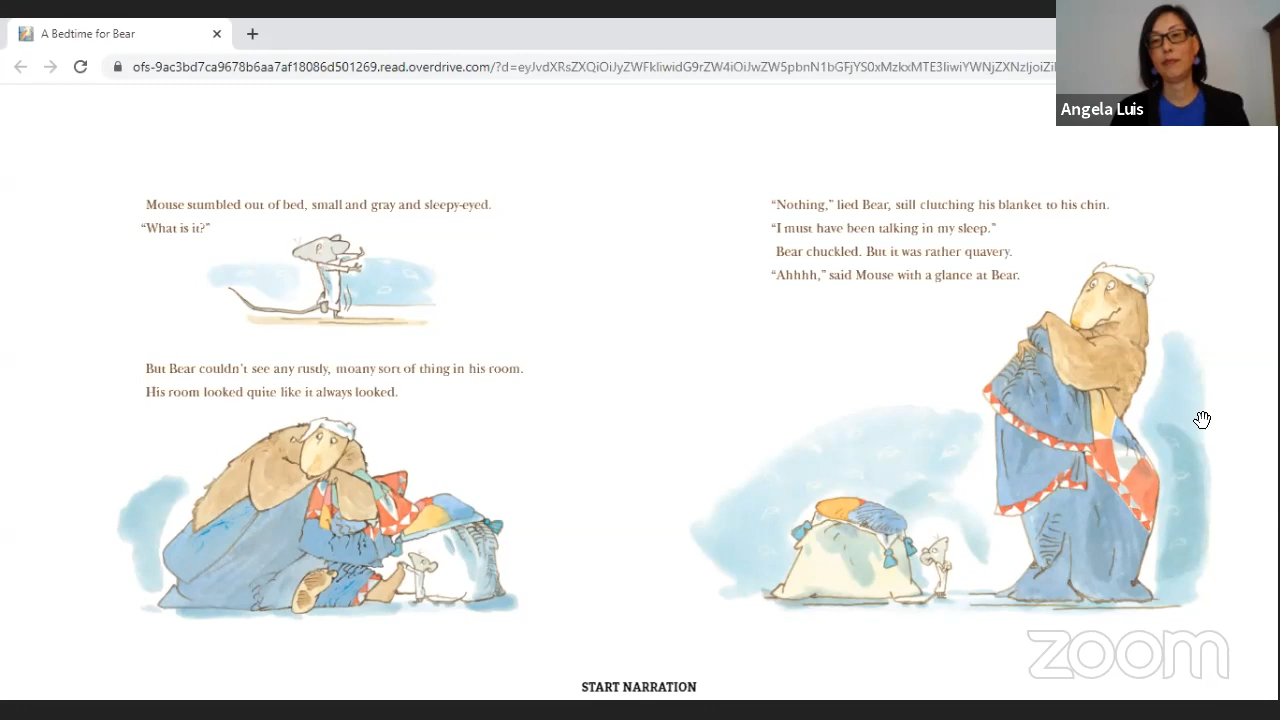 A Bedtime for Bear
ofs-9ac3bd7ca9678b6aa7af18086d501269.read.overdrive.com/?d=
Angela Luis
Mouse stumbled out of bed, small and gray and sleepy-eyed.
“What is it?”
But Bear couldn’t see any rustly, moany sort of thing in his room.
His room looked quite like it always looked.
“Nothing,” lied Bear, still clutching his blanket to his chin.
“I must have been talking in my sleep.”
Bear chuckled. But it was rather quavery.
“Ahhhh,” said Mouse with a glance at Bear.
zoom
START NARRATION